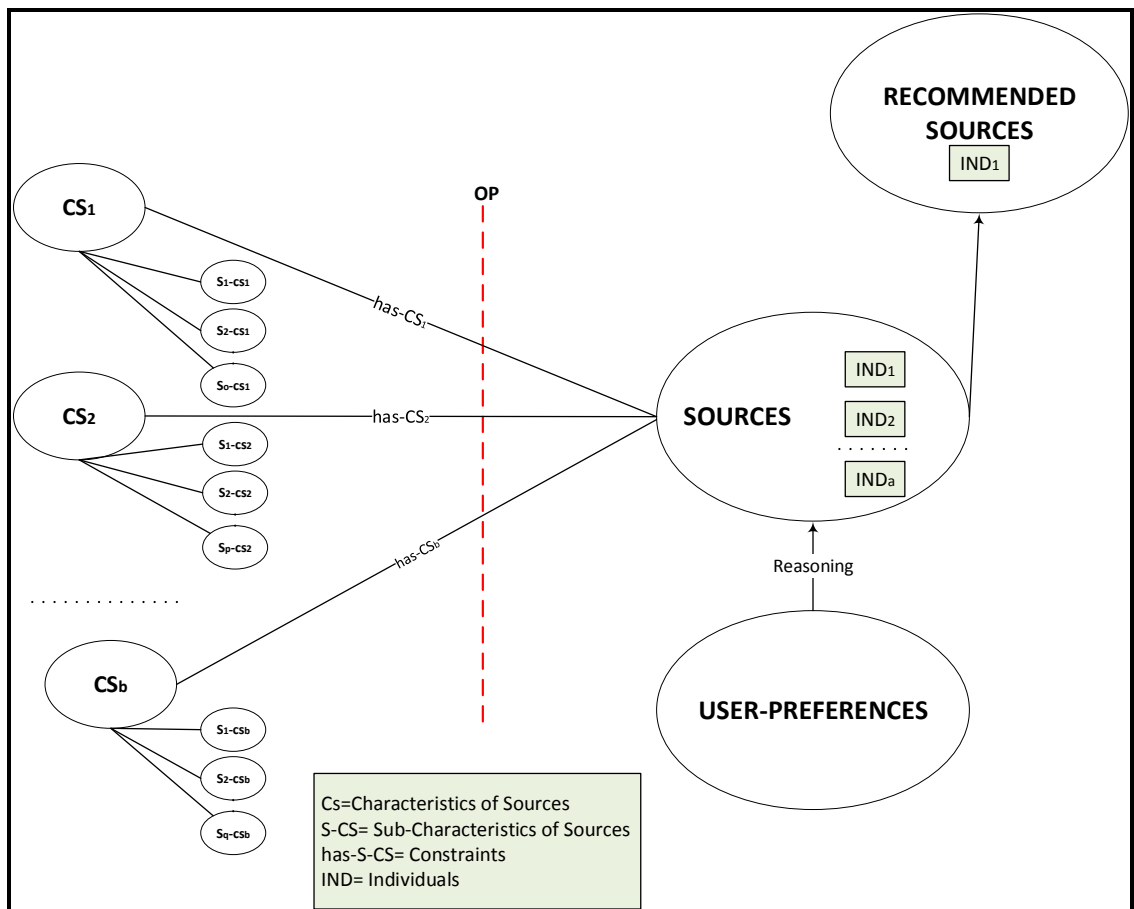 RECOMMENDED
SOURCES
IND1
OP
CS1
S1-CS1
S2-CS1
So-CS1
has-CS1
CS2
has-CS2
S1-CS2
S2-CS2
Sp-CS2
SOURCES
IND1
IND2
. . . . . . .
INDa
has-CSb
Reasoning
. . . . . . . . . . . . . .
CSb
S1-CSb
S2-CSb
Sq-CSb
USER-PREFERENCES
Cs=Characteristics of Sources
S-CS= Sub-Characteristics of Sources
has-S-CS= Constraints
IND= Individuals